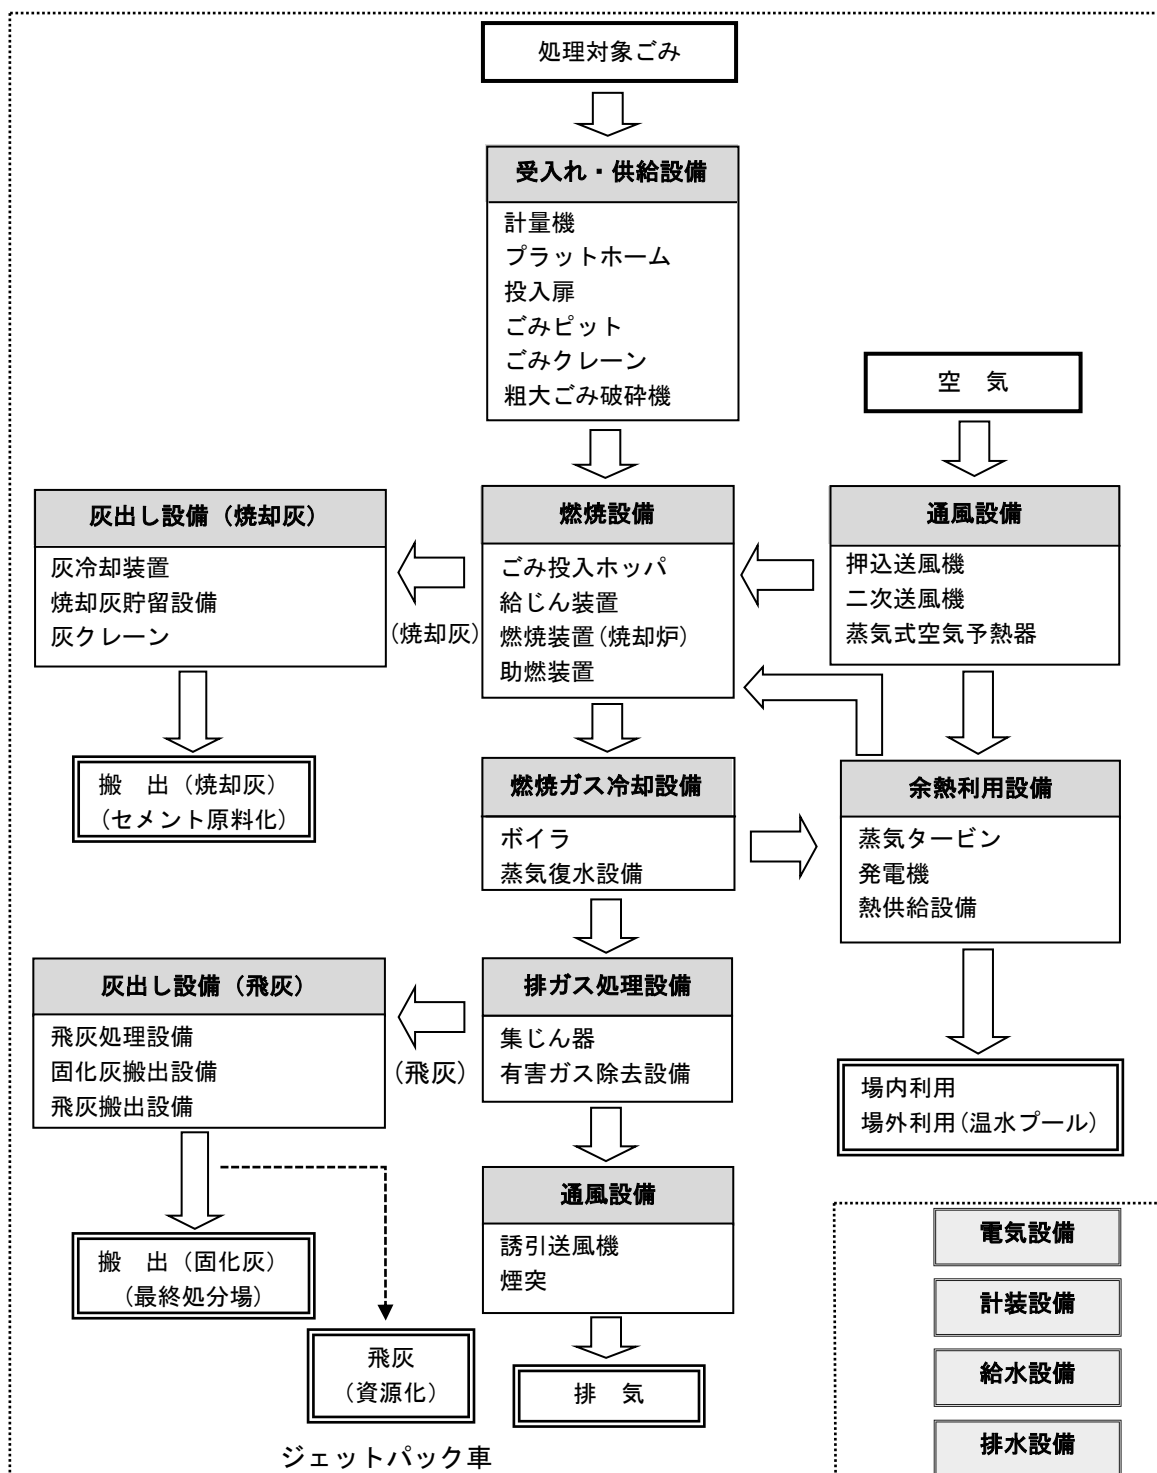 処理対象ごみ
受入れ・供給設備
計量機
プラットホーム
投入扉
ごみピット
ごみクレーン
粗大ごみ破砕機
空　気
灰出し設備（焼却灰）
灰冷却装置
焼却灰貯留設備
灰クレーン
(焼却灰)
燃焼設備
ごみ投入ホッパ
給じん装置
燃焼装置(焼却炉)
助燃装置
通風設備
押込送風機
二次送風機
蒸気式空気予熱器
搬　出（焼却灰）
（セメント原料化）
燃焼ガス冷却設備
ボイラ
蒸気復水設備
余熱利用設備
蒸気タービン
発電機
熱供給設備
灰出し設備（飛灰）
飛灰処理設備
固化灰搬出設備
飛灰搬出設備
(飛灰)
排ガス処理設備
集じん器
有害ガス除去設備
場内利用
場外利用(温水プール)
通風設備
誘引送風機
煙突
搬　出（固化灰）
（最終処分場）
飛灰
（資源化）
ジェットパック車
排　気
電気設備
計装設備
給水設備
排水設備